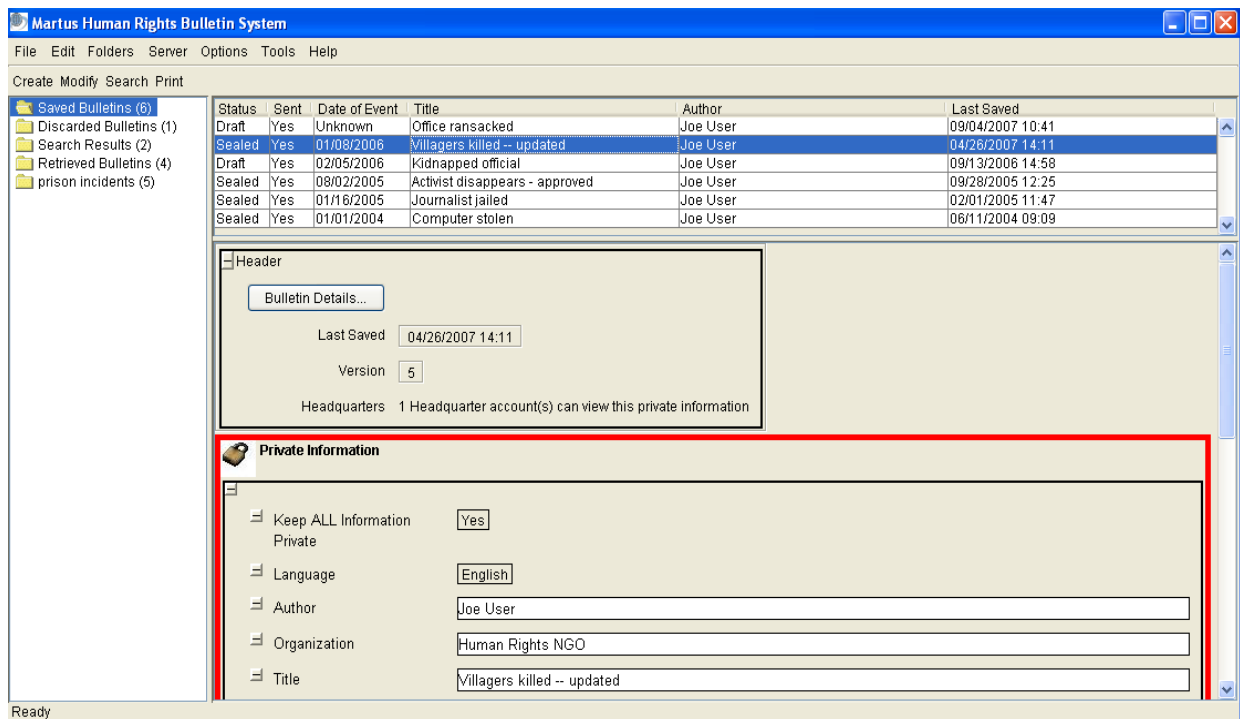 Martus Human Rights Bulletin System
File Edit Folders Server Options Tools Help
Create Modify Search Print
Saved Bulletins (6)
Discarded Bulletins (1)
Search Results (2)
Retrieved Bulletins (4)
prison incidents (5)
Status Sent Date of Event Title Author Last Saved
Draft Yes Unknown Office ransacked Joe User 09/04/2007 10:41
Sealed Yes 01/08/2006 Villagers killed -- updated Joe User 04/26/2007 14:11
Draft Yes 02/05/2006 Kidnapped official Joe User 09/13/2006 14:58
Sealed Yes 08/02/2005 Activist disappears - approved Joe User 09/28/2005 12:25
Sealed Yes 01/16/2005 Journalist jailed Joe User 02/01/2005 11:47
Sealed Yes 01/01/2004 Computer stolen Joe User 06/11/2004 09:09
Header
Bulletin Details...
Last Saved 04/26/2007 14:11
Version 5
Headquarters 1 Headquarter account(s) can view this private information
Private Information
Keep ALL Information Yes
Private
Language English
Author Joe User
Organization Human Rights NGO
Title Villagers killed -- updated
Ready